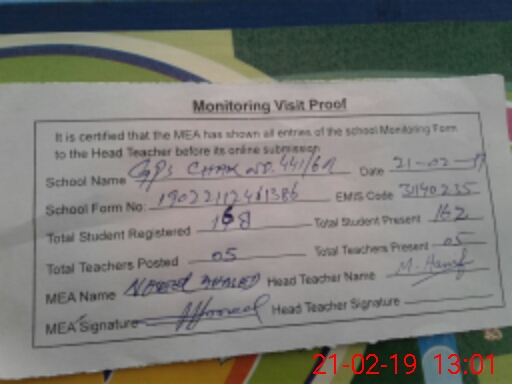 Monitoring Visit Proof
It is certified that the MEA has shown all entries of the school Monitoring Form
to the Head Teacher before its online submission
School Name GPS CHAK NO. 441/6R Date 21-02-19
School Form No: EMIS Code 31140235
Total Student Registered 168 Total Student Present 162
Total Teachers Posted 05 Total Teachers Present 05
MEA Name Head Teacher Name M. Hanif
MEA Signature Head Teacher Signature
21-02-19 13:01